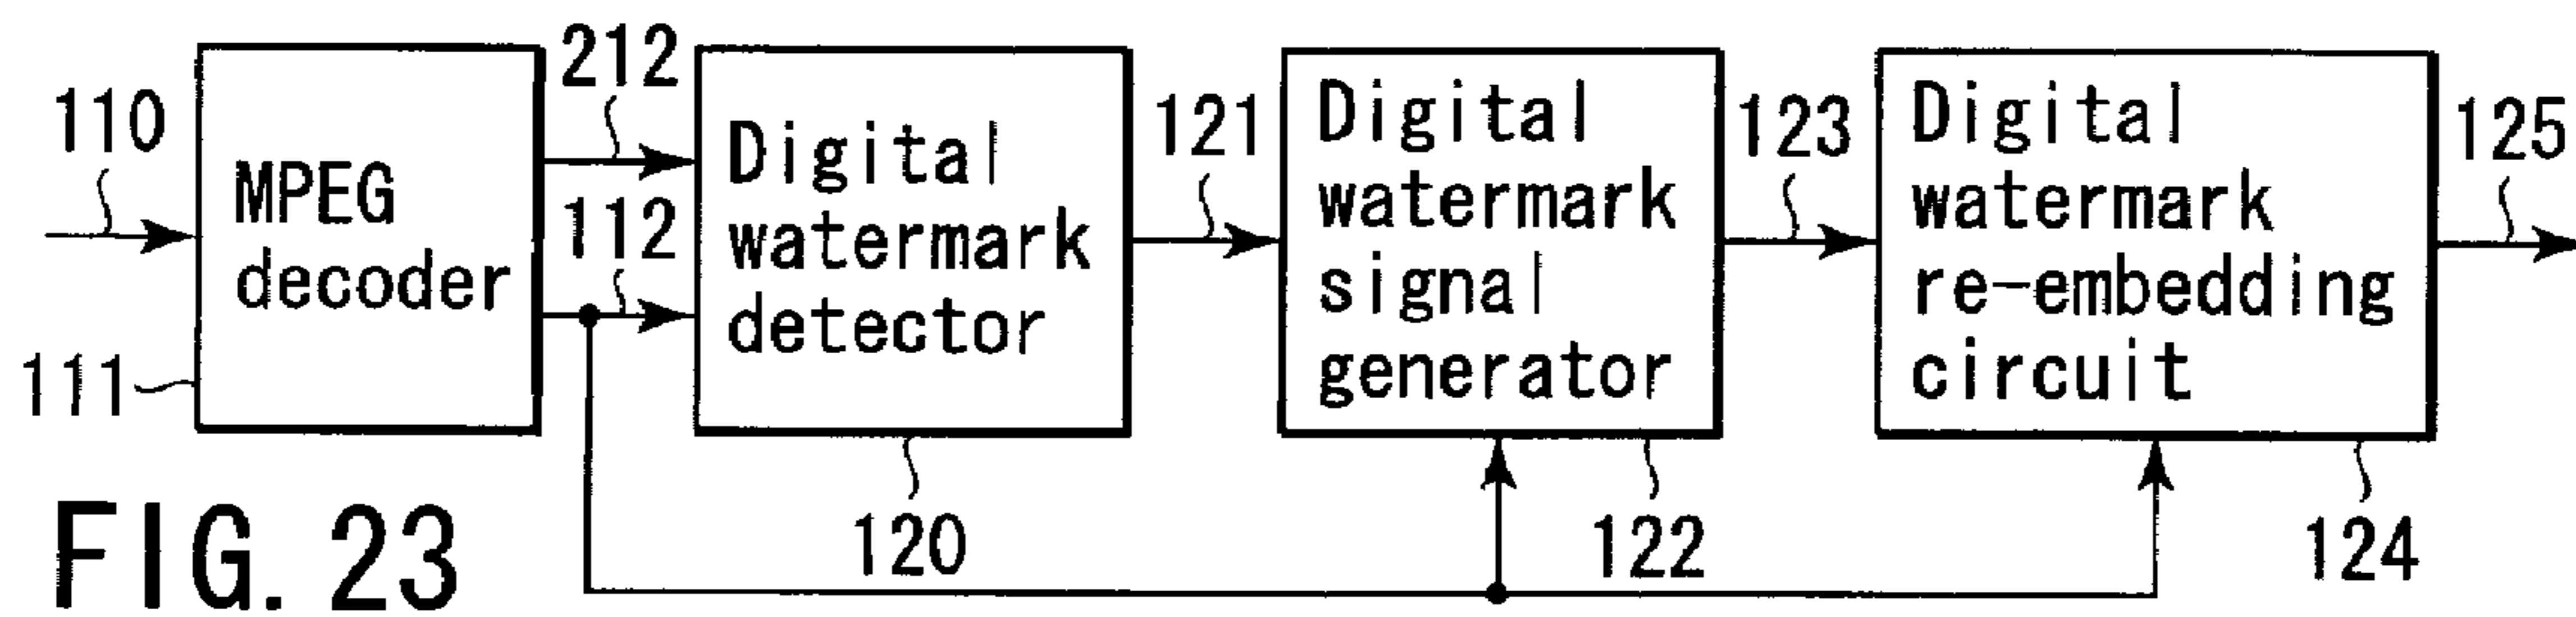 110
MPEG
decoder
111
212
112
Digital
watermark
detector
120
121
Digital
watermark
signal
generator
122
123
Digital
watermark
re-embedding
circuit
124
125
FIG. 23